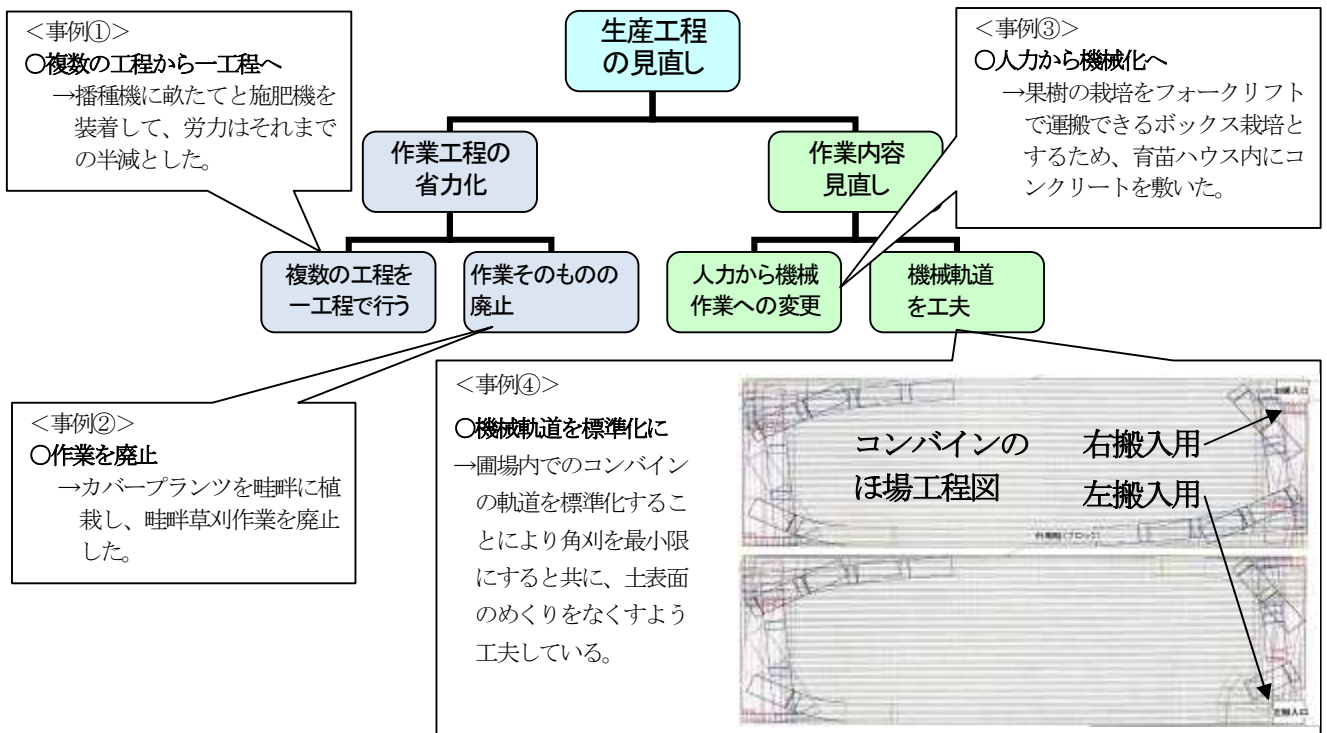 ＜事例①＞
○複数の工程から一工程へ
→播種機に畝たてと施肥機を
装着して、労力はそれまで
の半減とした。
生産工程
の見直し
＜事例③＞
○人力から機械化へ
→果樹の栽培をフォークリフト
で運搬できるボックス栽培と
するため、育苗ハウス内にコ
ンクリートを敷いた。
作業工程の
省力化
作業内容
見直し
複数の工程を
一工程で行う
作業そのものの
廃止
人力から機械
作業への変更
機械軌道
を工夫
＜事例②＞
○作業を廃止
→カバープランツを畦畔に植
栽し、畦畔草刈作業を廃止
した。
＜事例④＞
○機械軌道を標準化に
→圃場内でのコンバイン
の軌道を標準化するこ
とにより角刈を最小限
にすると共に、土表面
のめくりをなくすよう
工夫している。
コンバインの
ほ場工程図
右搬入用
左搬入用
右搬入口
左搬入口